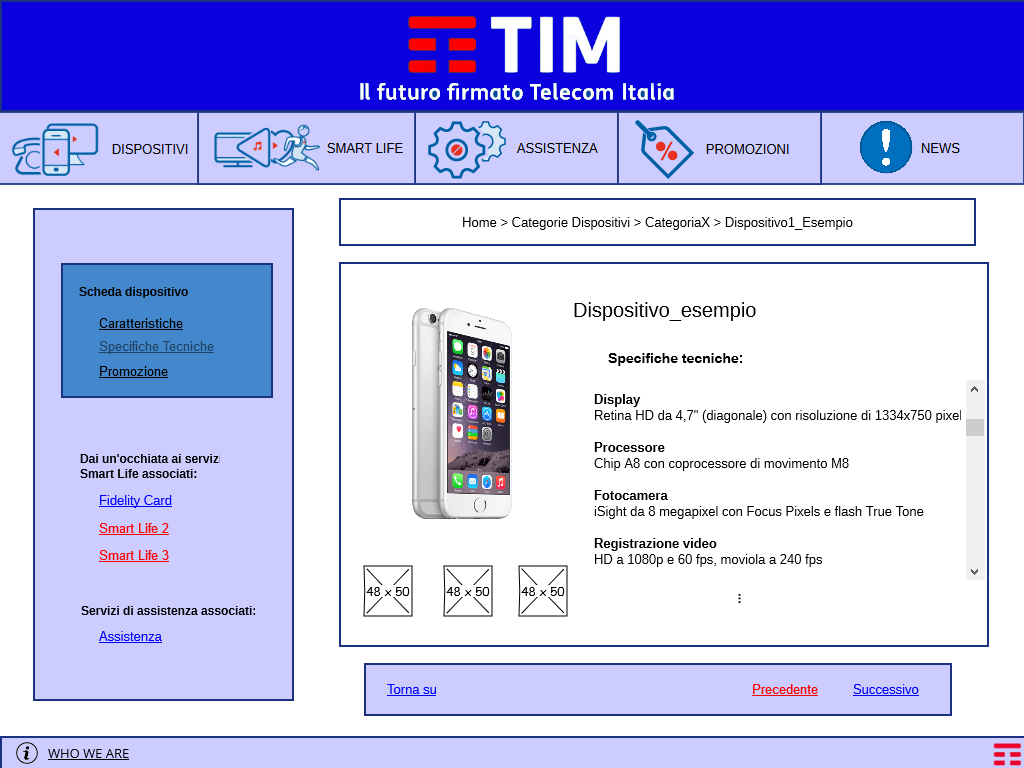 TIM
Il futuro firmato Telecom Italia
DISPOSITIVI
SMART LIFE
ASSISTENZA
PROMOZIONI
NEWS
Home > Categorie Dispositivi > CategoriaX > Dispositivo1_Esempio
Scheda dispositivo
Caratteristiche
Specifiche Tecniche
Promozione
Dai un'occhiata ai servizi
Smart Life associati:
Fidelity Card
Smart Life 2
Smart Life 3
Servizi di assistenza associati:
Assistenza
Dispositivo_esempio
Specifiche tecniche:
Display
Retina HD da 4,7" (diagonale) con risoluzione di 1334x750 pixel
Processore
Chip A8 con coprocessore di movimento M8
Fotocamera
iSight da 8 megapixel con Focus Pixels e flash True Tone
Registrazione video
HD a 1080p e 60 fps, moviola a 240 fps
48 x 50
48 x 50
48 x 50
Torna su
Precedente
Successivo
WHO WE ARE